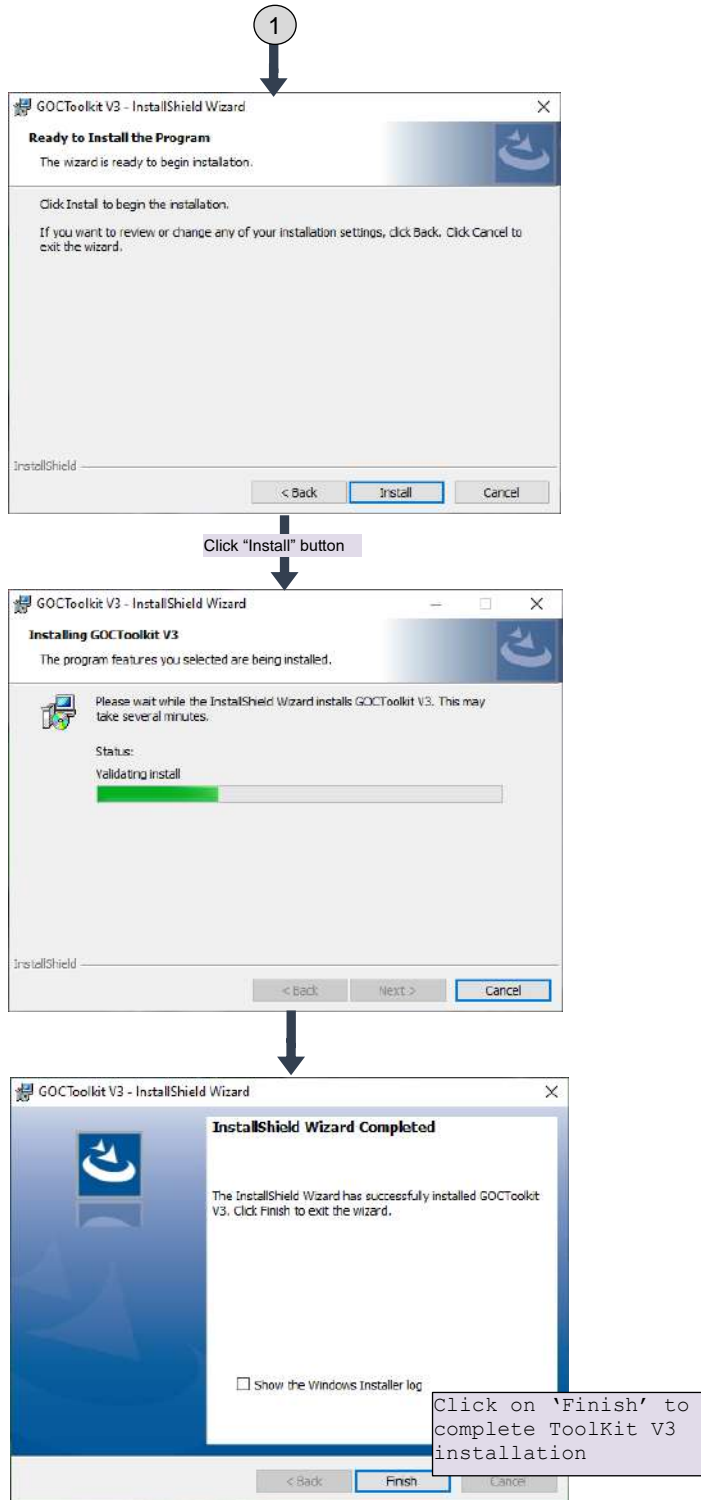 1
GOCToolkit V3 - InstallShield Wizard
Ready to Install the Program
The wizard is ready to begin installation.
Click Install to begin the installation.
If you want to review or change any of your installation settings, click Back. Click Cancel to
exit the wizard.
InstallShield
< Back Install Cancel
Click “Install” button
GOCToolkit V3 - InstallShield Wizard
Installing GOCToolkit V3
The program features you selected are being installed.
Please wait while the InstallShield Wizard installs GOCToolkit V3. This may
take several minutes.
Status:
Validating install
InstallShield
< Back Next > Cancel
GOCToolkit V3 - InstallShield Wizard
InstallShield Wizard Completed
The InstallShield Wizard has successfully installed GOCToolkit
V3. Click Finish to exit the wizard.
Show the Windows Installer log
Click on ‘Finish’ to
complete ToolKit V3
installation
< Back Finish Cancel